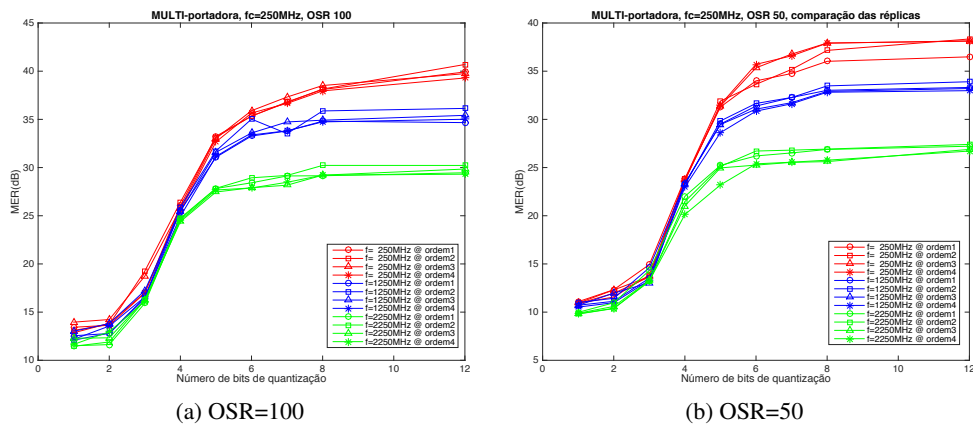 MULTI-portadora, fc=250MHz, OSR 100
45
40
35
30
25
20
15
10
MER(dB)
0 2 4 6 8 10 12
Número de bits de quantização
f= 250MHz @ ordem1
f= 250MHz @ ordem2
f= 250MHz @ ordem3
f= 250MHz @ ordem4
f=1250MHz @ ordem1
f=1250MHz @ ordem2
f=1250MHz @ ordem3
f=1250MHz @ ordem4
f=2250MHz @ ordem1
f=2250MHz @ ordem2
f=2250MHz @ ordem3
f=2250MHz @ ordem4
(a) OSR=100
MULTI-portadora, fc=250MHz, OSR 50, comparação das réplicas
40
35
30
25
20
15
10
5
MER(dB)
0 2 4 6 8 10 12
Número de bits de quantização
f= 250MHz @ ordem1
f= 250MHz @ ordem2
f= 250MHz @ ordem3
f= 250MHz @ ordem4
f=1250MHz @ ordem1
f=1250MHz @ ordem2
f=1250MHz @ ordem3
f=1250MHz @ ordem4
f=2250MHz @ ordem1
f=2250MHz @ ordem2
f=2250MHz @ ordem3
f=2250MHz @ ordem4
(b) OSR=50